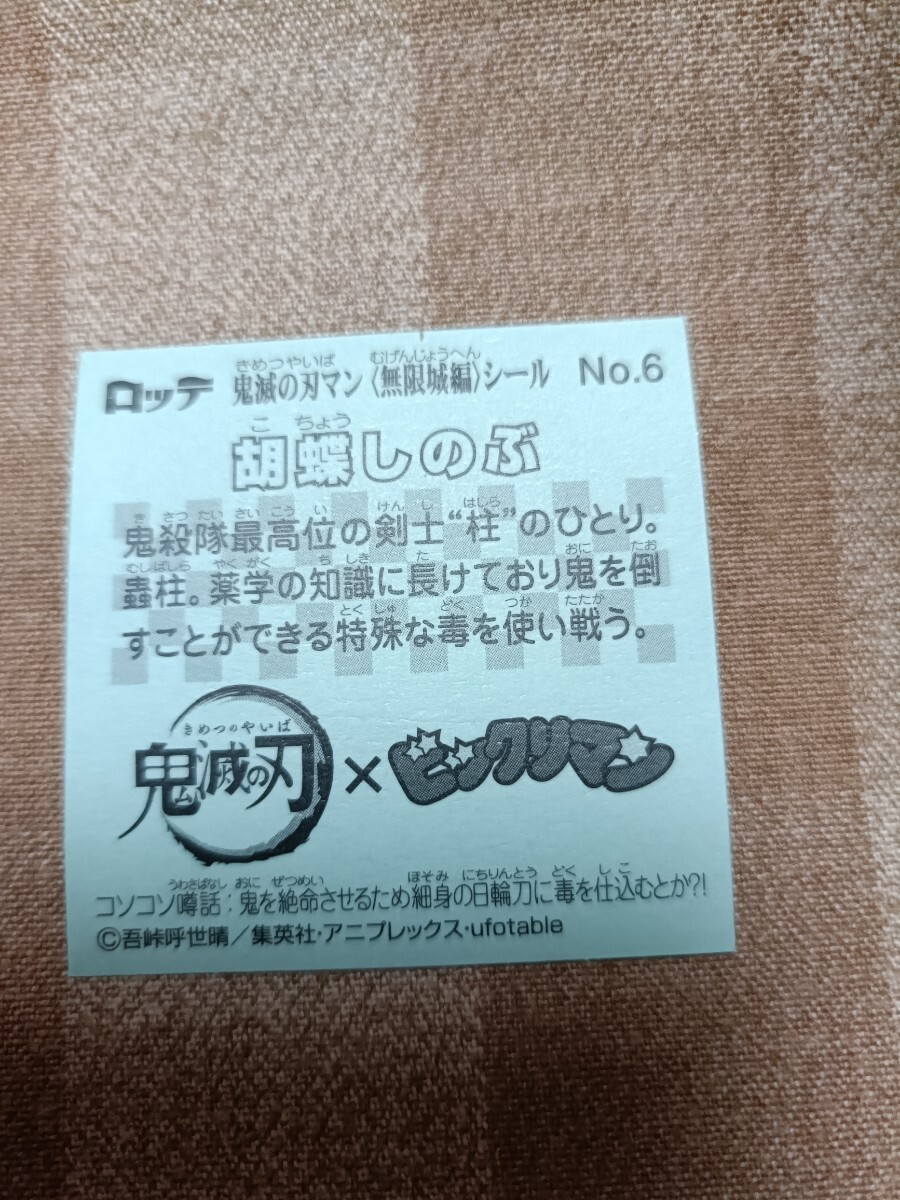 ロッテ 鬼滅の刃マン〈無限城編〉シール No.6
きめつやいば むげんじょうへん
こちょう
胡蝶しのぶ
き さつ たい さい こう い けん し はしら
鬼殺隊最高位の剣士“柱”のひとり。
むしばしら やく がく ち しき た おに たお
蟲柱。薬学の知識に長けており鬼を倒
とく しゅ どく つか たたか
すことができる特殊な毒を使い戦う。
きめつのやいば
鬼滅の刃 × ビックリマン
うわさばなし おに ぜつめい ほそみ にちりんとう どく しこ
コソコソ噂話：鬼を絶命させるため細身の日輪刀に毒を仕込むとか?!
©吾峠呼世晴／集英社・アニプレックス・ufotable